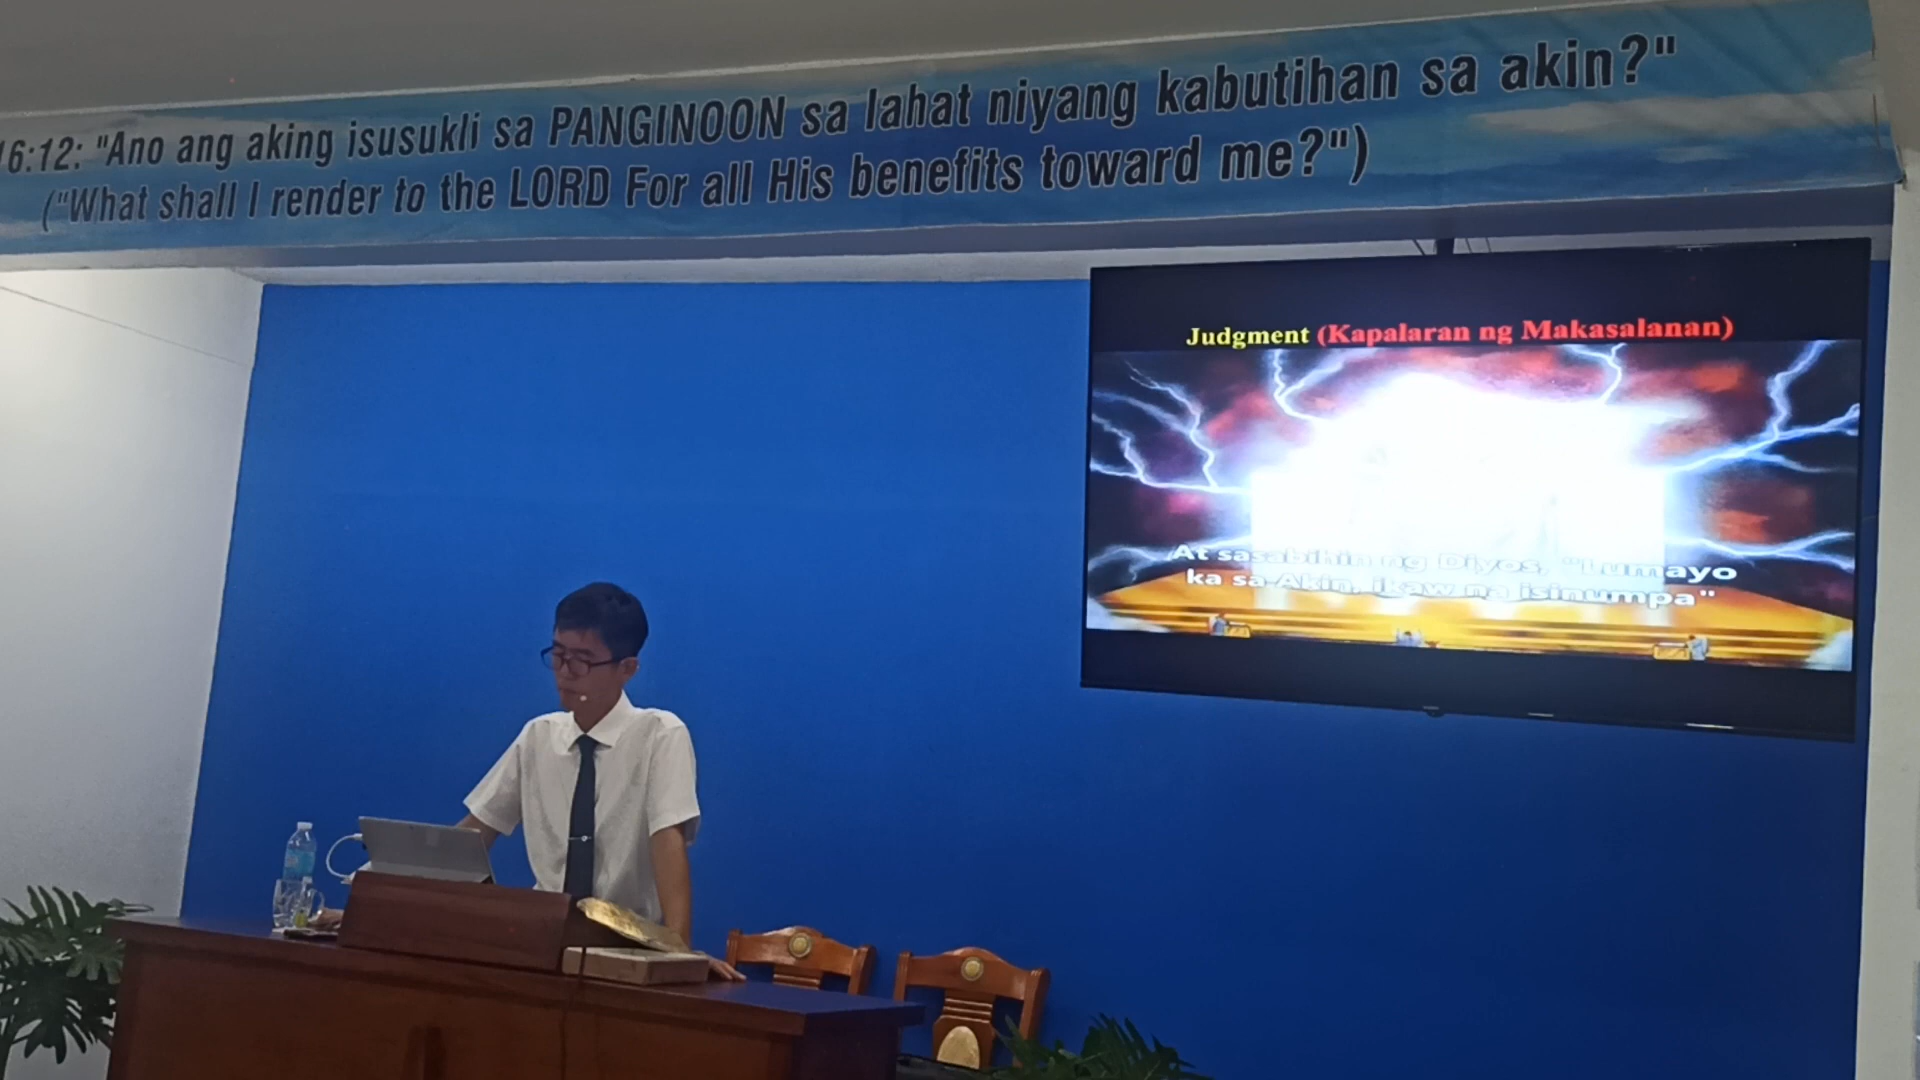 16:12: "Ano ang aking isusukli sa PANGINOON sa lahat niyang kabutihan sa akin?"
("What shall I render to the LORD For all His benefits toward me?")
Judgment (Kapalaran ng Makasalanan)
At sasabihin ng Diyos, "Lumayo
ka sa Akin, ikaw na isinumpa"